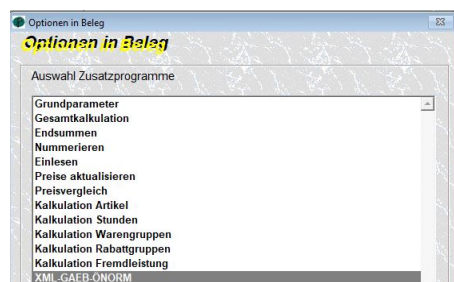 Optionen in Beleg
Optionen in Beleg
Auswahl Zusatzprogramme
Grundparameter
Gesamtkalkulation
Endsummen
Nummerieren
Einlesen
Preise aktualisieren
Preisvergleich
Kalkulation Artikel
Kalkulation Stunden
Kalkulation Warengruppen
Kalkulation Rabattgruppen
Kalkulation Fremdleistung
XML-GAEB-ÖNORM